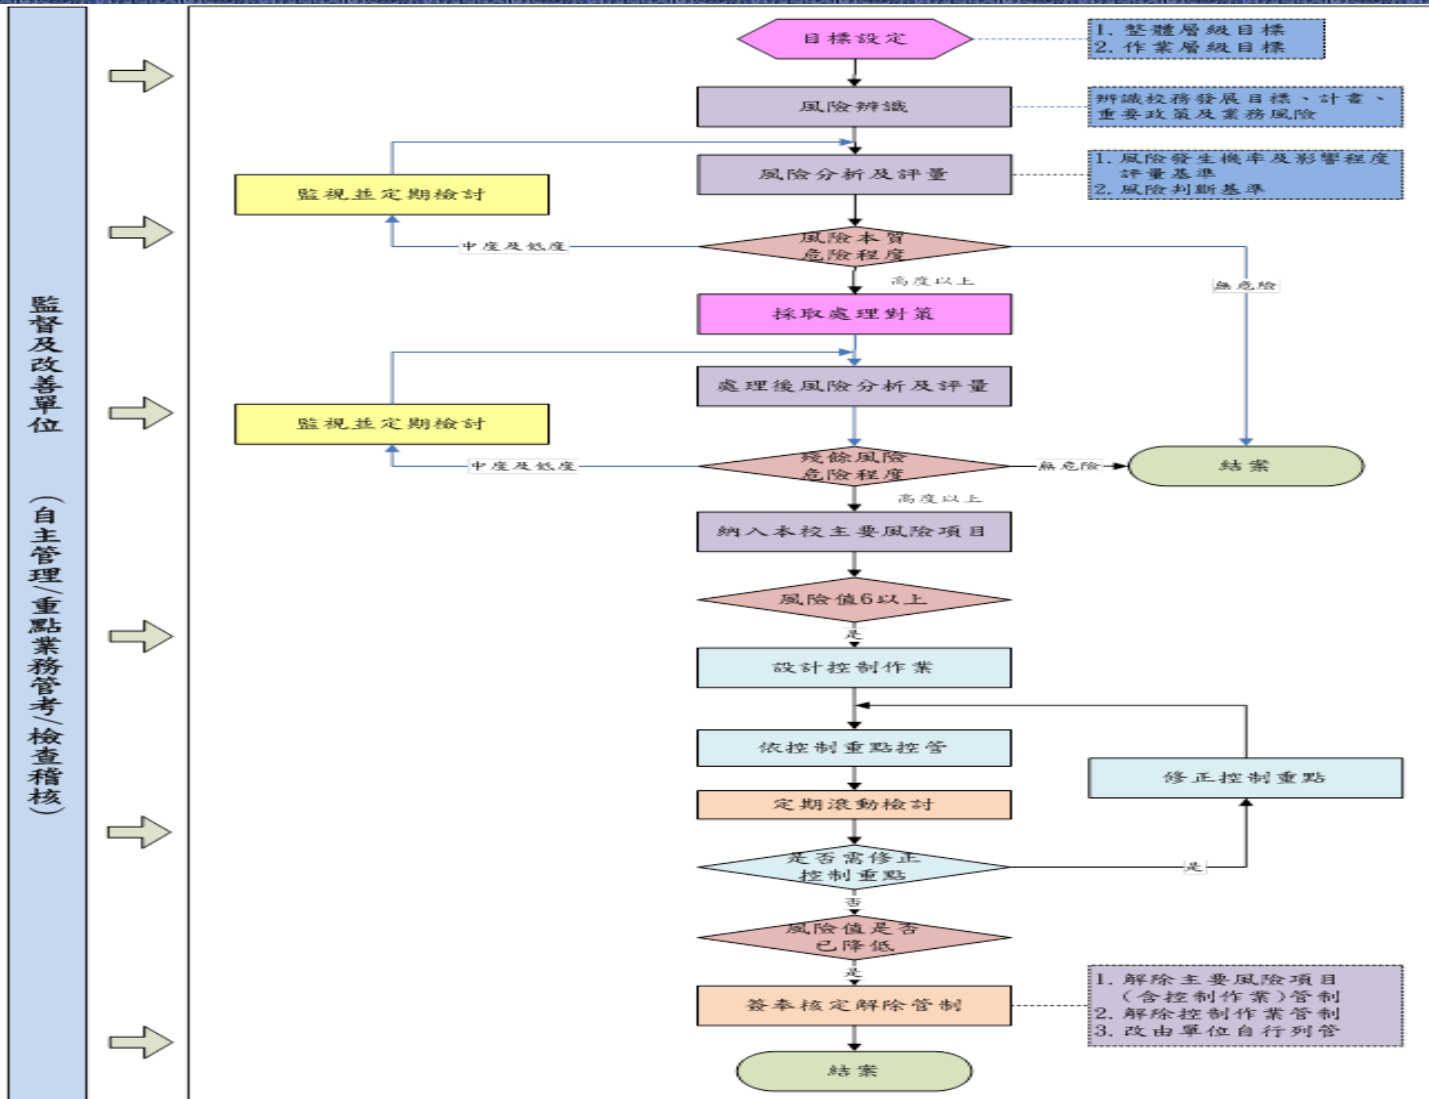 監督及改善單位
（自主管理/重點業務管考/檢查稽核）
目標設定
1. 整體層級目標
2. 作業層級目標
風險辨識
辨識校務發展目標、計畫、
重要政策及業務風險
風險分析及評量
1. 風險發生機率及影響程度
評量基準
2. 風險判斷基準
監視並定期檢討
風險本質
危險程度
中度及低度
無危險
高度以上
採取處理對策
處理後風險分析及評量
監視並定期檢討
殘餘風險
危險程度
中度及低度
無危險
結案
高度以上
納入本校主要風險項目
風險值6以上
是
設計控制作業
依控制重點控管
修正控制重點
定期滾動檢討
是否需修正
控制重點
是
否
風險值是否
已降低
是
簽奉核定解除管制
1. 解除主要風險項目
（含控制作業）管制
2. 解除控制作業管制
3. 改由單位自行列管
結案